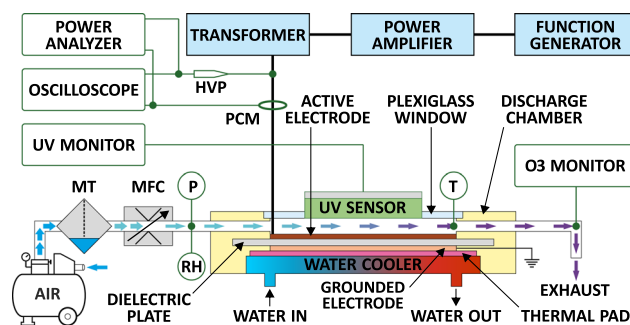 POWER
ANALYZER
TRANSFORMER
POWER
AMPLIFIER
FUNCTION
GENERATOR
OSCILLOSCOPE
HVP
PCM
ACTIVE
ELECTRODE
PLEXIGLASS
WINDOW
DISCHARGE
CHAMBER
UV MONITOR
O3 MONITOR
MT
MFC
P
T
UV SENSOR
RH
WATER COOLER
AIR
DIELECTRIC
PLATE
GROUNDED
ELECTRODE
EXHAUST
WATER IN
WATER OUT
THERMAL PAD